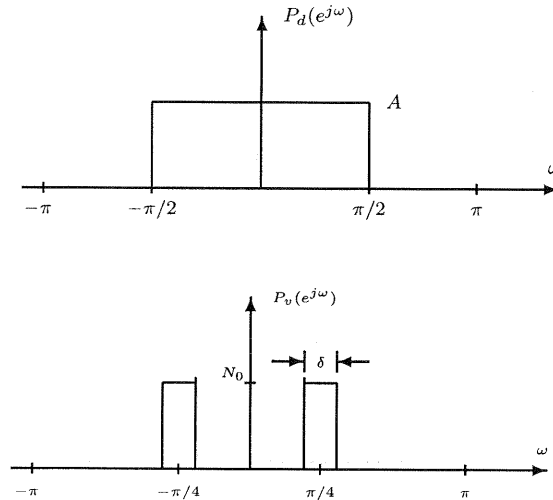 P_d(e^{jω})
A
ω
−π
−π/2
π/2
π
P_v(e^{jω})
δ
N_0
ω
−π
−π/4
π/4
π